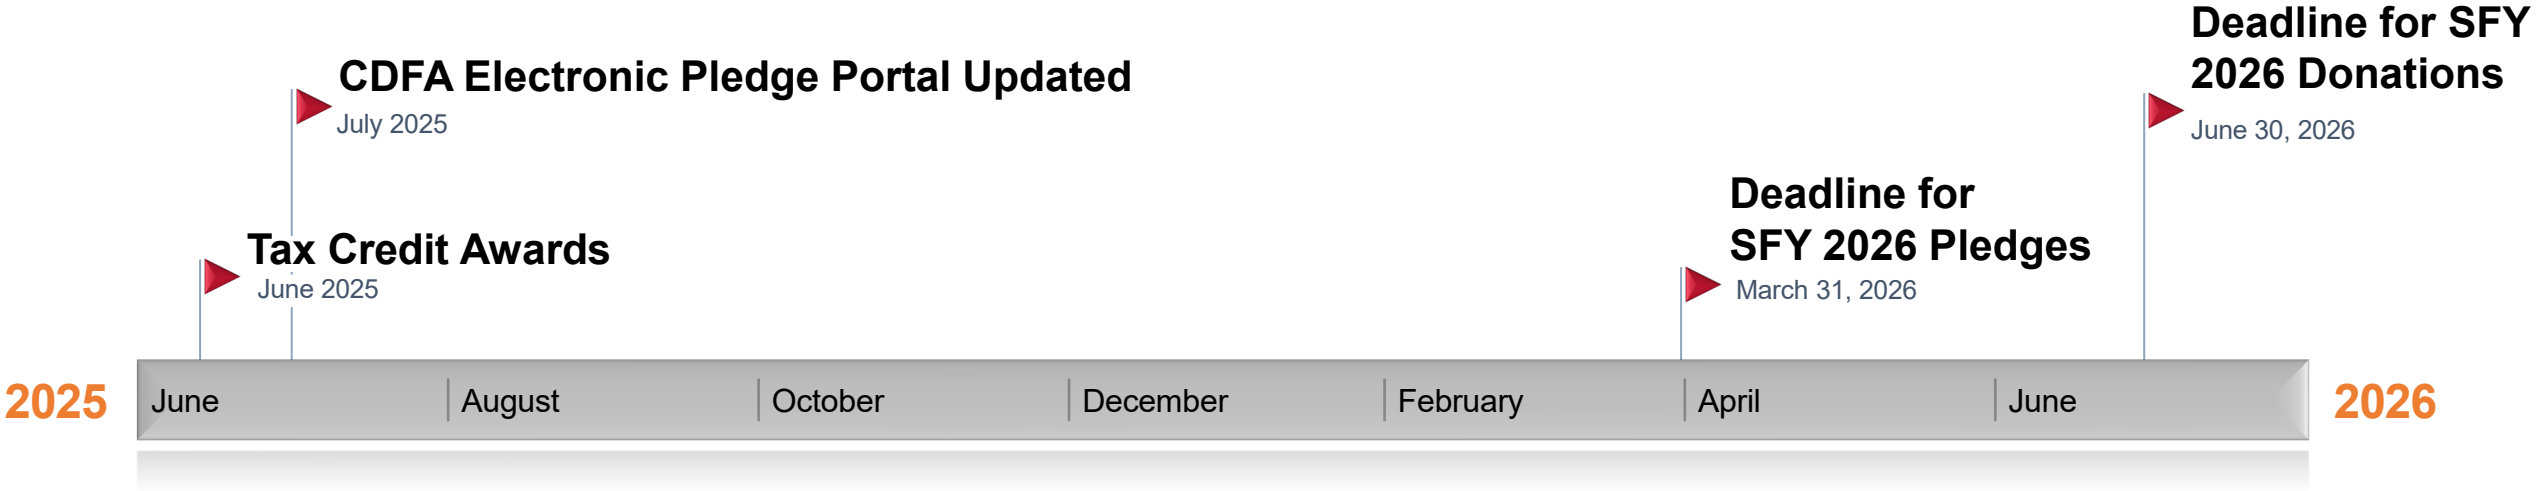 Deadline for SFY
2026 Donations
June 30, 2026
CDFA Electronic Pledge Portal Updated
July 2025
Deadline for
SFY 2026 Pledges
March 31, 2026
Tax Credit Awards
June 2025
2025
June
August
October
December
February
April
June
2026